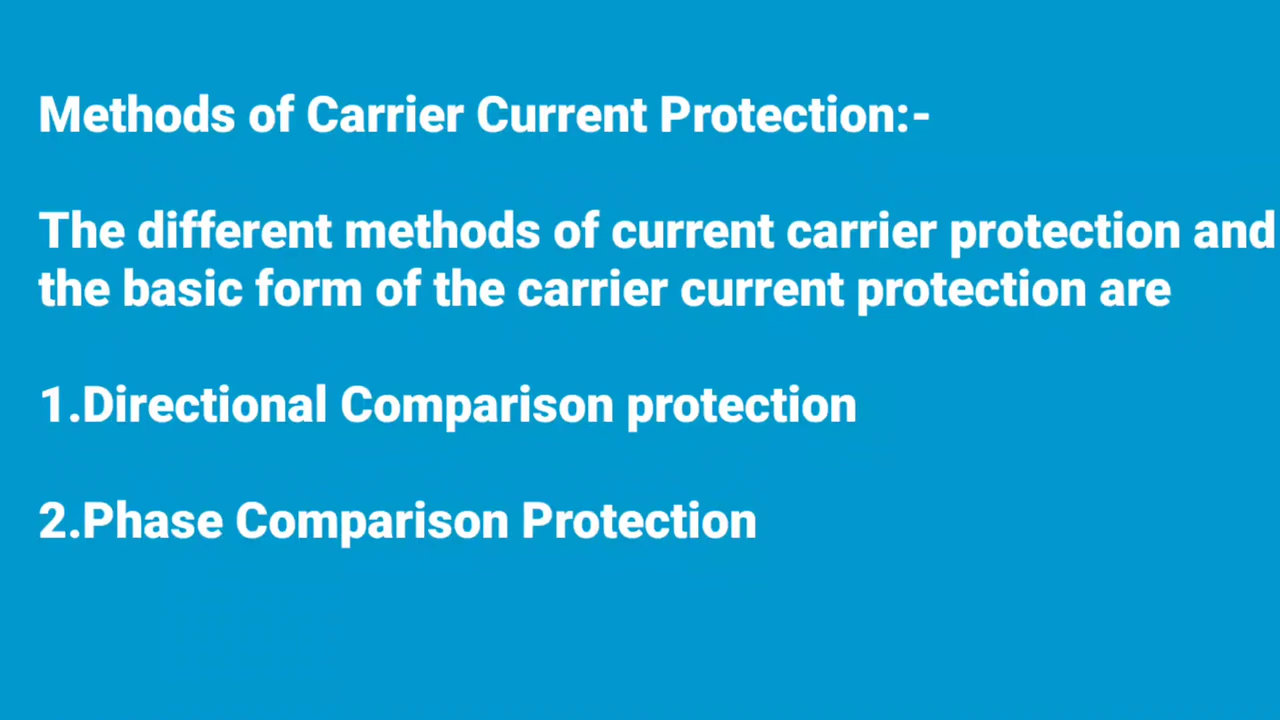 Methods of Carrier Current Protection:-
The different methods of current carrier protection and
the basic form of the carrier current protection are
1.Directional Comparison protection
2.Phase Comparison Protection